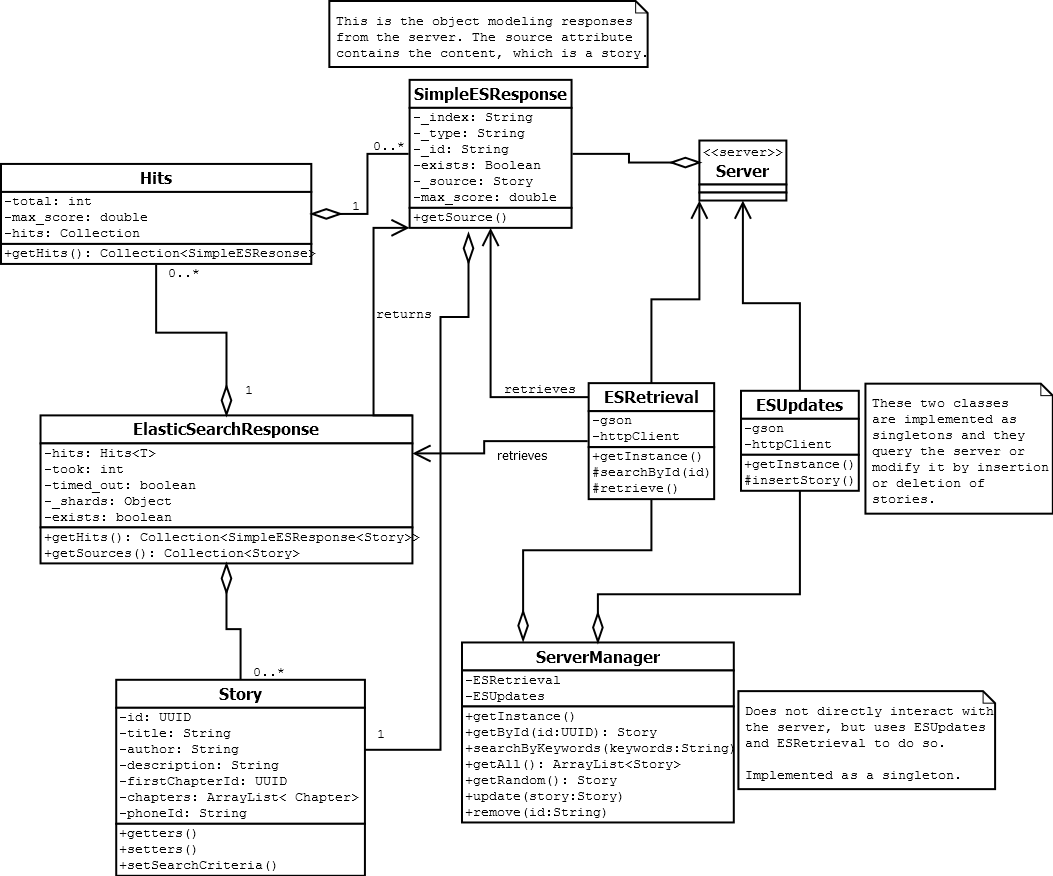 This is the object modeling responses
from the server. The source attribute
contains the content, which is a story.
SimpleESResponse
-_index: String
-_type: String
-_id: String
-exists: Boolean
-_source: Story
-max_score: double
+getSource()
<<server>>
Server
Hits
-total: int
-max_score: double
-hits: Collection
+getHits(): Collection<SimpleESResonse>
0..*
1
0..*
1
returns
retrieves
retrieves
ElasticSearchResponse
-hits: Hits<T>
-took: int
-timed_out: boolean
-_shards: Object
-exists: boolean
+getHits(): Collection<SimpleESResponse<Story>>
+getSources(): Collection<Story>
ESRetrieval
-gson
-httpClient
+getInstance()
#searchById(id)
#retrieve()
ESUpdates
-gson
-httpClient
+getInstance()
#insertStory()
These two classes
are implemented as
singletons and they
query the server or
modify it by insertion
or deletion of
stories.
0..*
1
Story
-id: UUID
-title: String
-author: String
-description: String
-firstChapterId: UUID
-chapters: ArrayList< Chapter>
-phoneId: String
+getters()
+setters()
+setSearchCriteria()
ServerManager
-ESRetrieval
-ESUpdates
+getInstance()
+getById(id:UUID): Story
+searchByKeywords(keywords:String)
+getAll(): ArrayList<Story>
+getRandom(): Story
+update(story:Story)
+remove(id:String)
Does not directly interact with
the server, but uses ESUpdates
and ESRetrieval to do so.
Implemented as a singleton.